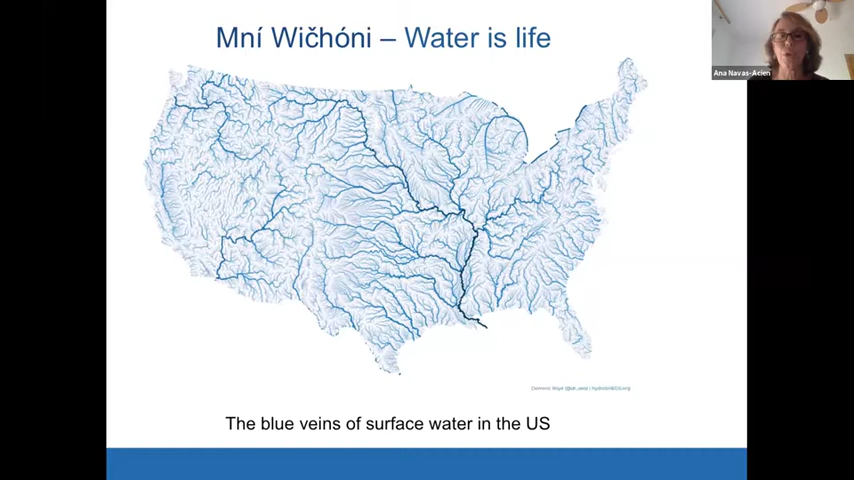 Mní Wičhóni – Water is life
Ana Navas-Acien
The blue veins of surface water in the US